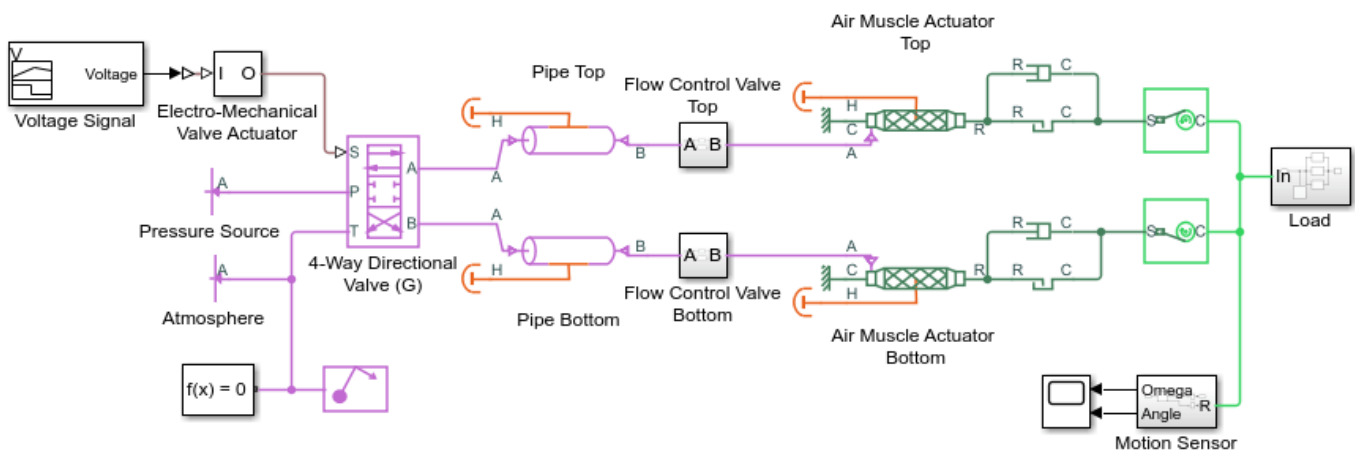 Air Muscle Actuator
Top
V
Voltage
Voltage Signal
I O
Electro-Mechanical
Valve Actuator
Pipe Top
H
A
B
Flow Control Valve
Top
A B
H
C
A
R
R C
R C
S C
In
Load
S
P
T
A
B
4-Way Directional
Valve (G)
A
Pressure Source
A
Atmosphere
A
B
H
Pipe Bottom
A B
Flow Control Valve
Bottom
A
C
H
R
R C
R C
S C
Air Muscle Actuator
Bottom
f(x) = 0
Omega
Angle
R
Motion Sensor